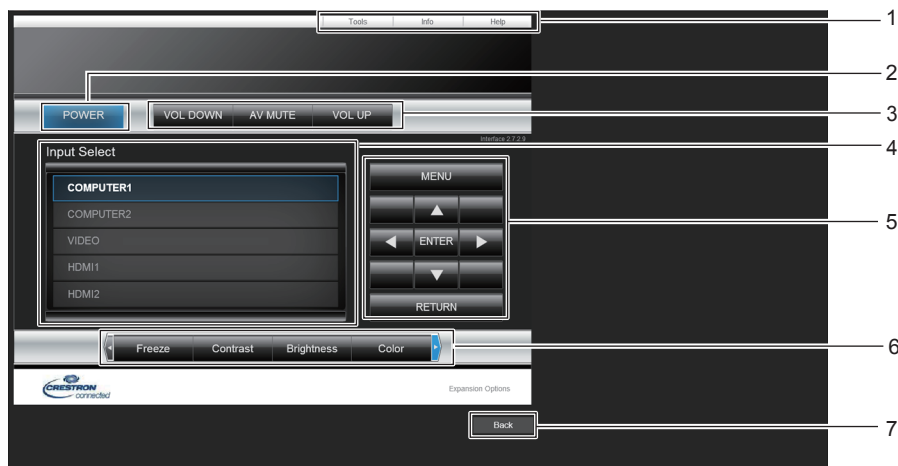 Tools Info Help 1
2
POWER VOL DOWN AV MUTE VOL UP 3
Interface 2.7.2.9
Input Select 4
COMPUTER1 MENU
COMPUTER2 5
VIDEO ENTER
HDMI1
HDMI2 RETURN
Freeze Contrast Brightness Color 6
CRESTRON connected Expansion Options
Back 7